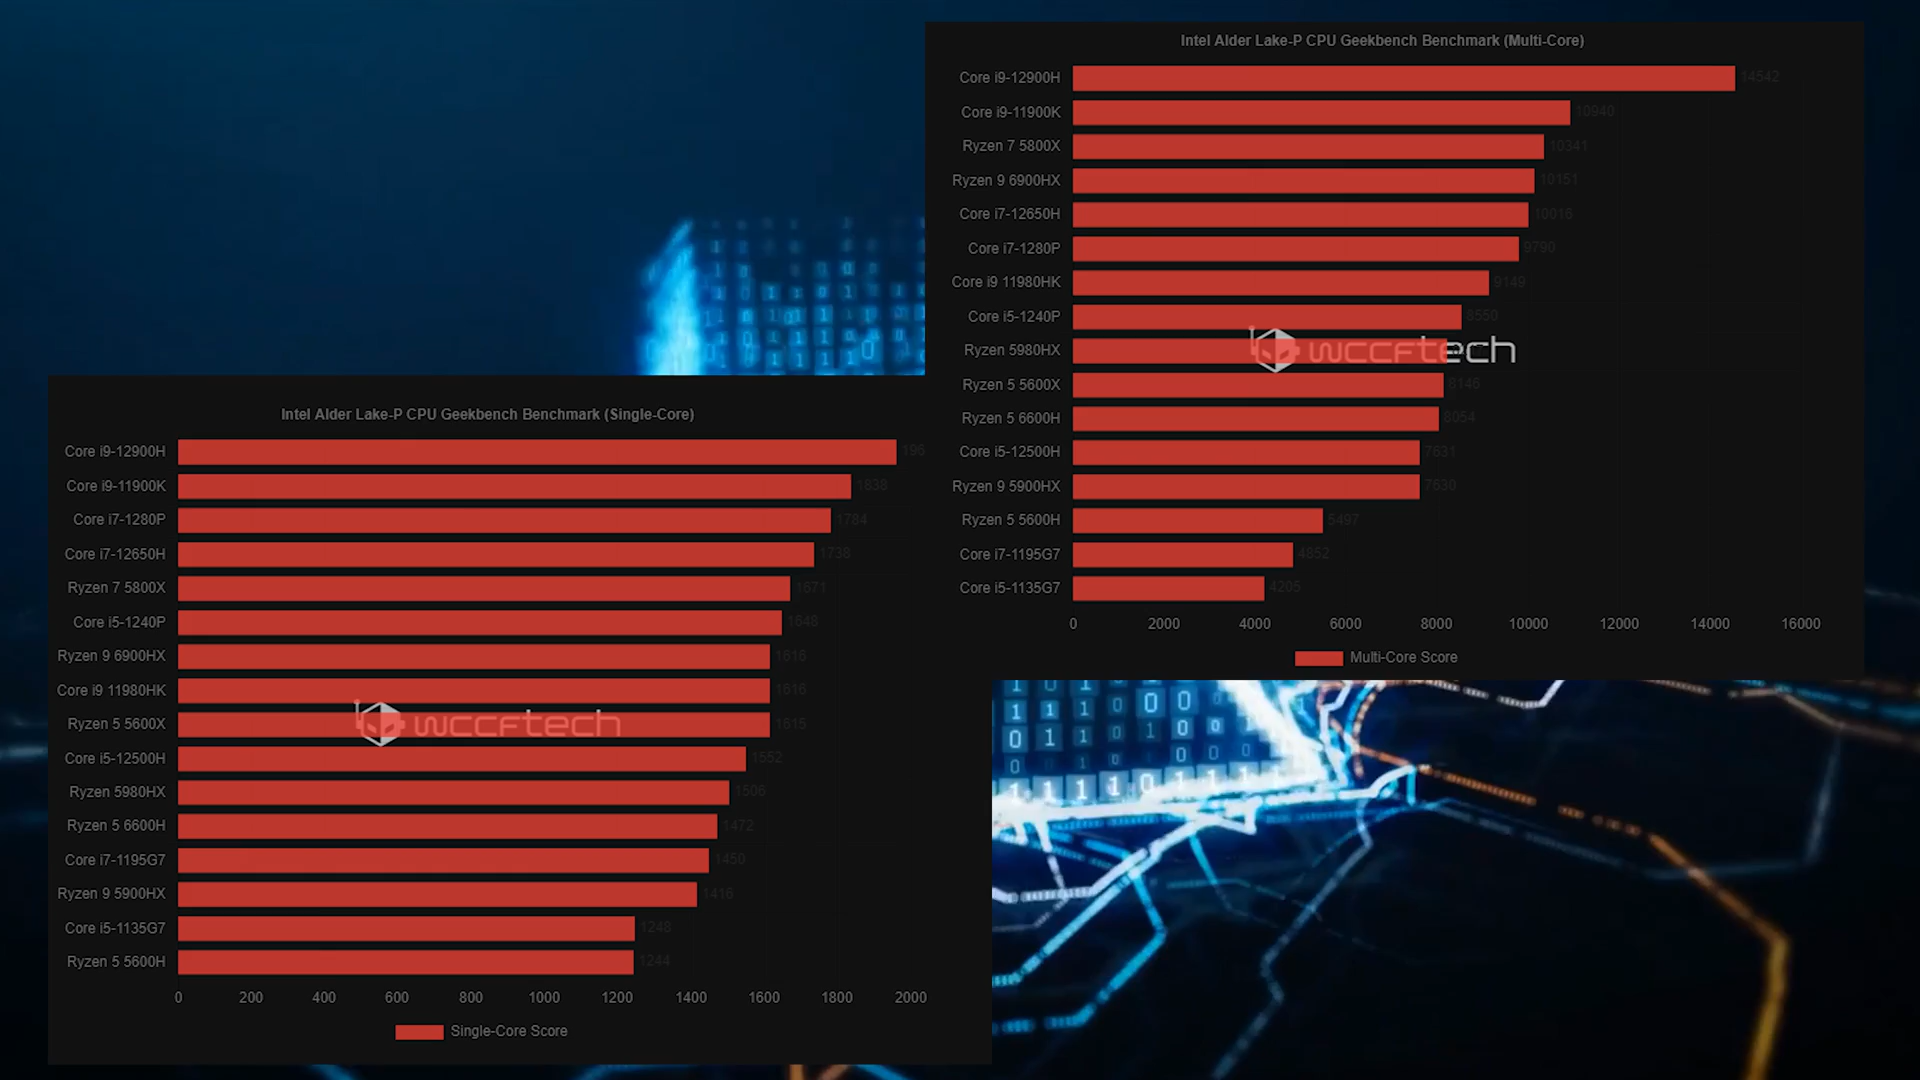 Intel Alder Lake-P CPU Geekbench Benchmark (Multi-Core)
Core i9-12900H 14542
Core i9-11900K 10940
Ryzen 7 5800X 10341
Ryzen 9 6900HX 10151
Core i7-12650H 10016
Core i7-1280P 9790
Core i9 11980HK 9149
Core i5-1240P 8550
Ryzen 5980HX
wccftech
Ryzen 5 5600X 8146
Ryzen 5 6600H 8054
Core i5-12500H 7631
Ryzen 9 5900HX 7630
Ryzen 5 5600H 5497
Core i7-1195G7 4852
Core i5-1135G7 4205
0 2000 4000 6000 8000 10000 12000 14000 16000
Multi-Core Score
Intel Alder Lake-P CPU Geekbench Benchmark (Single-Core)
Core i9-12900H 196
Core i9-11900K 1838
Core i7-1280P 1784
Core i7-12650H 1738
Ryzen 7 5800X 1671
Core i5-1240P 1648
Ryzen 9 6900HX 1616
Core i9 11980HK 1616
Ryzen 5 5600X 1615
wccftech
Core i5-12500H 1552
Ryzen 5980HX 1506
Ryzen 5 6600H 1472
Core i7-1195G7 1450
Ryzen 9 5900HX 1416
Core i5-1135G7 1248
Ryzen 5 5600H 1244
0 200 400 600 800 1000 1200 1400 1600 1800 2000
Single-Core Score